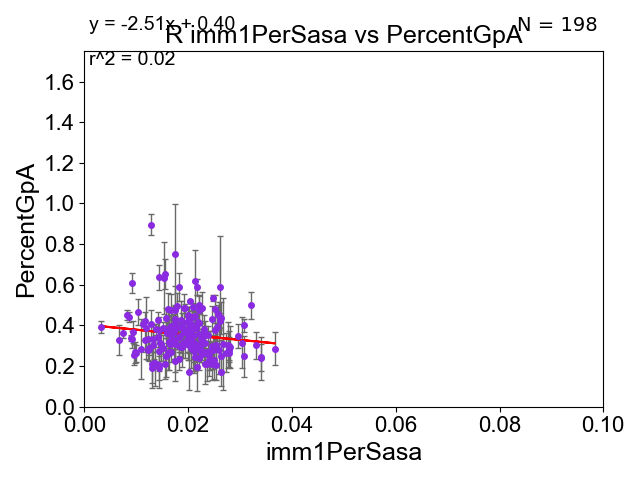 y = -2.51x + 0.40
R imm1PerSasa vs PercentGpA
N = 198
r^2 = 0.02
1.6
1.4
1.2
1.0
0.8
0.6
0.4
0.2
0.0
PercentGpA
0.00 0.02 0.04 0.06 0.08 0.10
imm1PerSasa